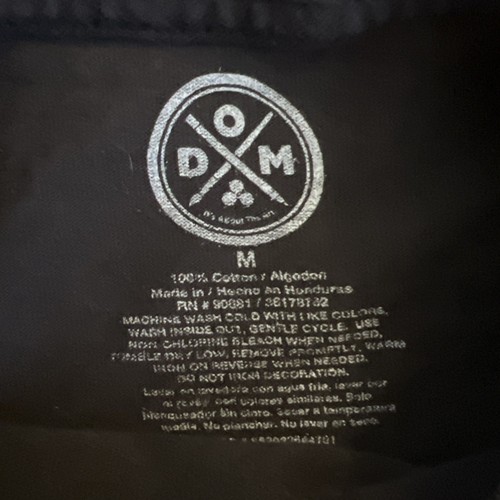 O
D M
It's About The Art
M
100% Cotton / Algodon
Made in / Hecho en Honduras
RN # 90881 / 36178732
MACHINE WASH COLD WITH LIKE COLORS,
WASH INSIDE OUT, GENTLE CYCLE. USE
NON CHLORINE BLEACH WHEN NEEDED,
TUMBLE DRY LOW, REMOVE PROMPTLY, WARM
IRON ON REVERSE WHEN NEEDED.
DO NOT IRON DECORATION.
Lavar en lavadora con agua fria, lavar por
al reves con colores similares. Solo
blanqueador sin cloro. Secar a temperatura
media. No planchar. No lavar en seco.